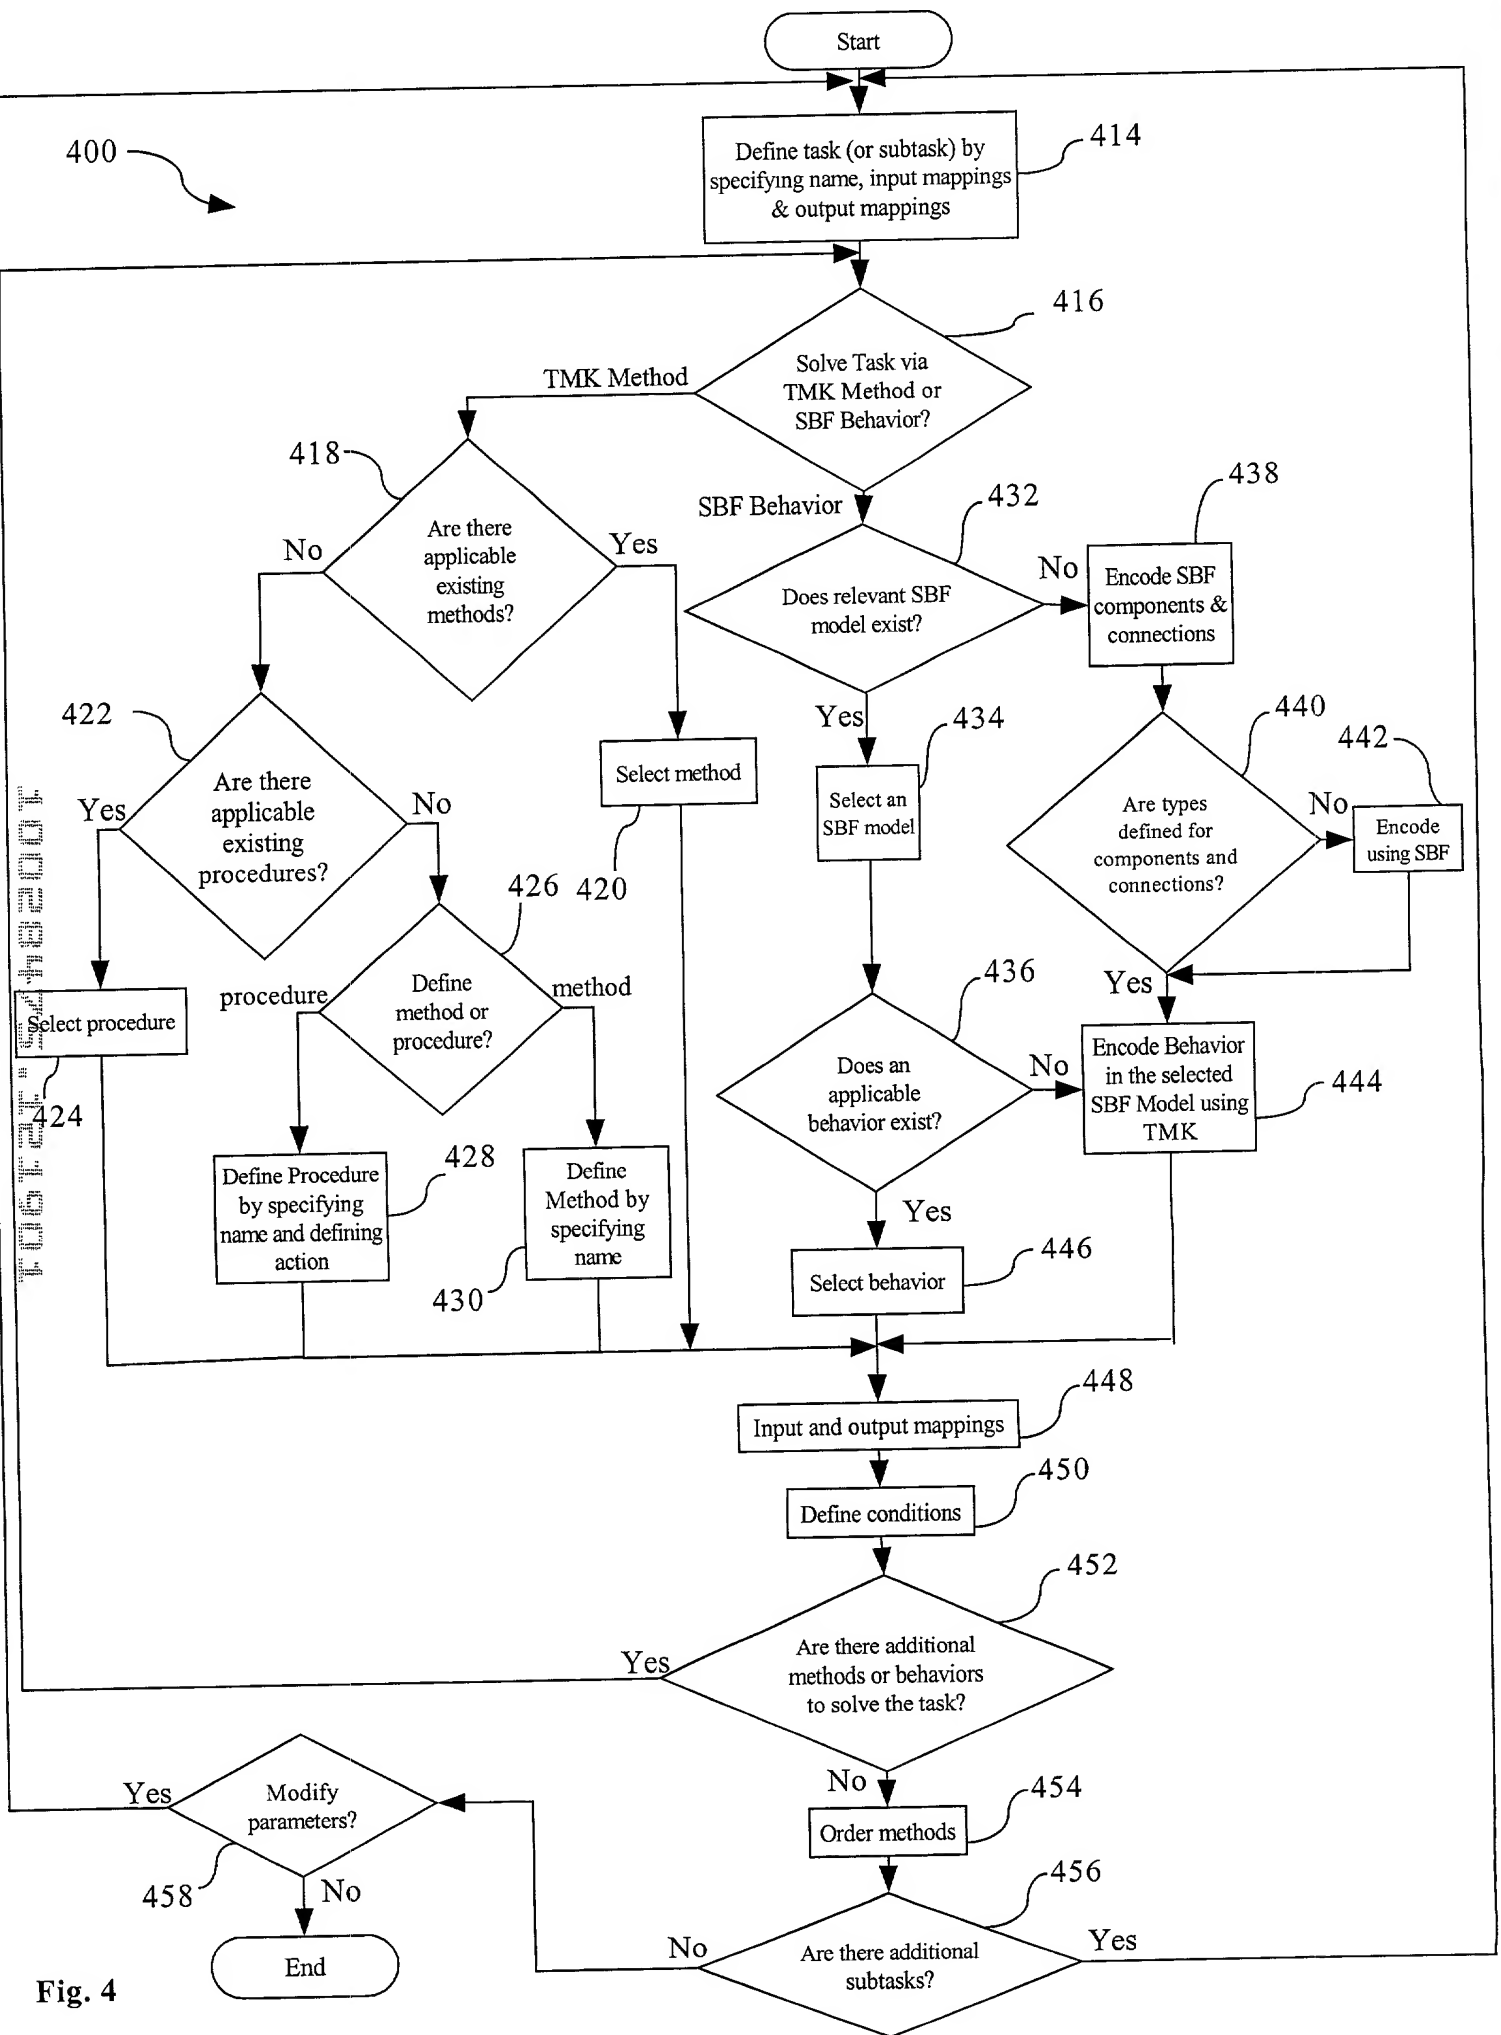 Start
400
Define task (or subtask) by
specifying name, input mappings
& output mappings
414
416
Solve Task via
TMK Method or
SBF Behavior?
TMK Method
418
Are there
applicable
existing
methods?
No
Yes
SBF Behavior
432
Does relevant SBF
model exist?
No
438
Encode SBF
components &
connections
422
Are there
applicable
existing
procedures?
Yes
No
Select method
420
Yes
434
Select an
SBF model
440
Are types
defined for
components and
connections?
No
442
Encode
using SBF
426
Define
method or
procedure?
procedure
method
Select procedure
424
436
Does an
applicable
behavior exist?
No
Yes
Encode Behavior
in the selected
SBF Model using
TMK
444
Define Procedure
by specifying
name and defining
action
428
Define
Method by
specifying
name
430
Yes
Select behavior
446
Input and output mappings
448
Define conditions
450
452
Are there additional
methods or behaviors
to solve the task?
Yes
No
Order methods
454
456
Are there additional
subtasks?
No
Yes
Modify
parameters?
Yes
458
No
End
Fig. 4